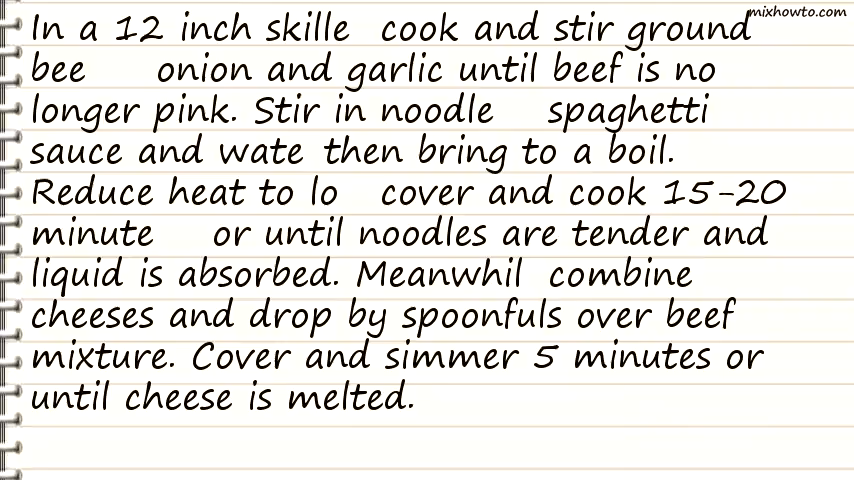 mixhowto.com
In a 12 inch skille cook and stir ground
bee onion and garlic until beef is no
longer pink. Stir in noodle spaghetti
sauce and wate then bring to a boil.
Reduce heat to lo cover and cook 15-20
minute or until noodles are tender and
liquid is absorbed. Meanwhil combine
cheeses and drop by spoonfuls over beef
mixture. Cover and simmer 5 minutes or
until cheese is melted.